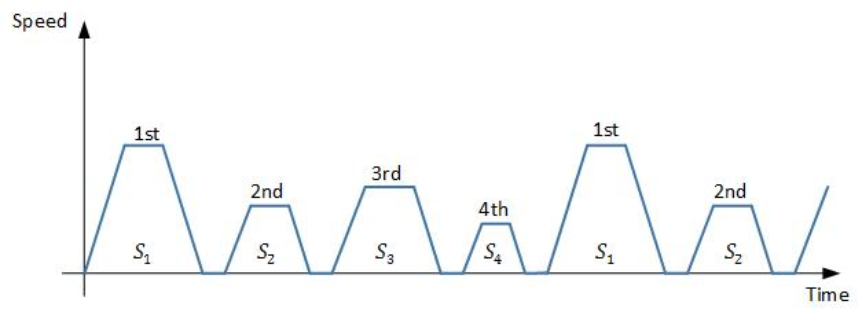 Speed
1st
1st
3rd
2nd
2nd
4th
S₁
S₂
S₃
S₄
S₁
S₂
Time